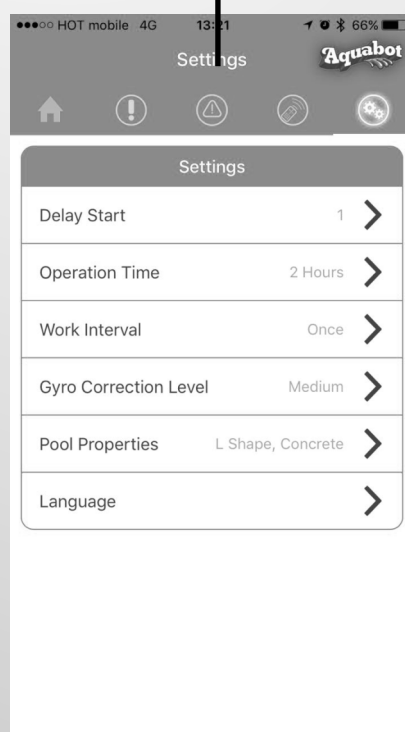 HOT mobile 4G 13:21 66%
Settings Aquabot
Settings
Delay Start 1
Operation Time 2 Hours
Work Interval Once
Gyro Correction Level Medium
Pool Properties L Shape, Concrete
Language